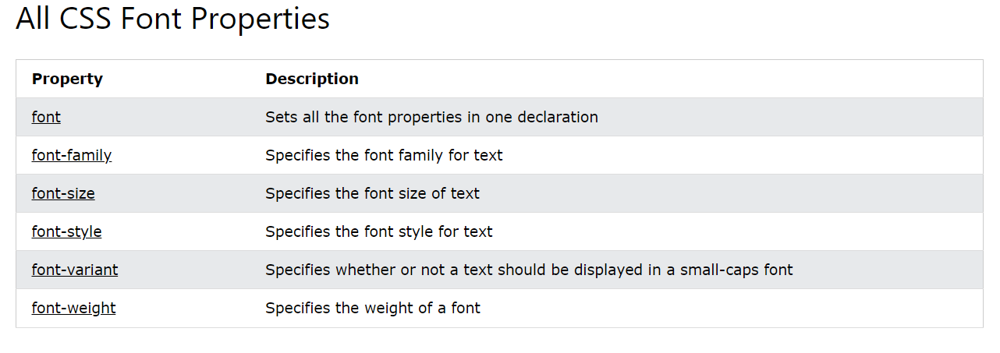 All CSS Font Properties
Property Description
font Sets all the font properties in one declaration
font-family Specifies the font family for text
font-size Specifies the font size of text
font-style Specifies the font style for text
font-variant Specifies whether or not a text should be displayed in a small-caps font
font-weight Specifies the weight of a font